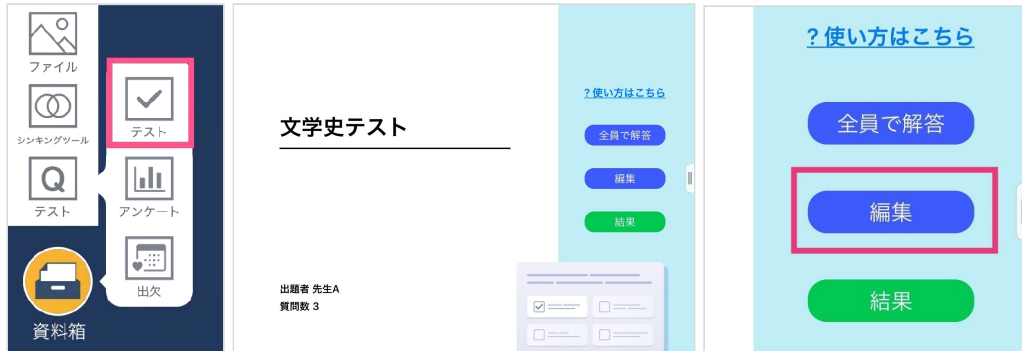 ファイル
シンキングツール
Q
テスト
資料箱
テスト
アンケート
出欠
?使い方はこちら
文学史テスト
全員で解答
編集
結果
出題者 先生A
質問数 3
?使い方はこちら
全員で解答
編集
結果